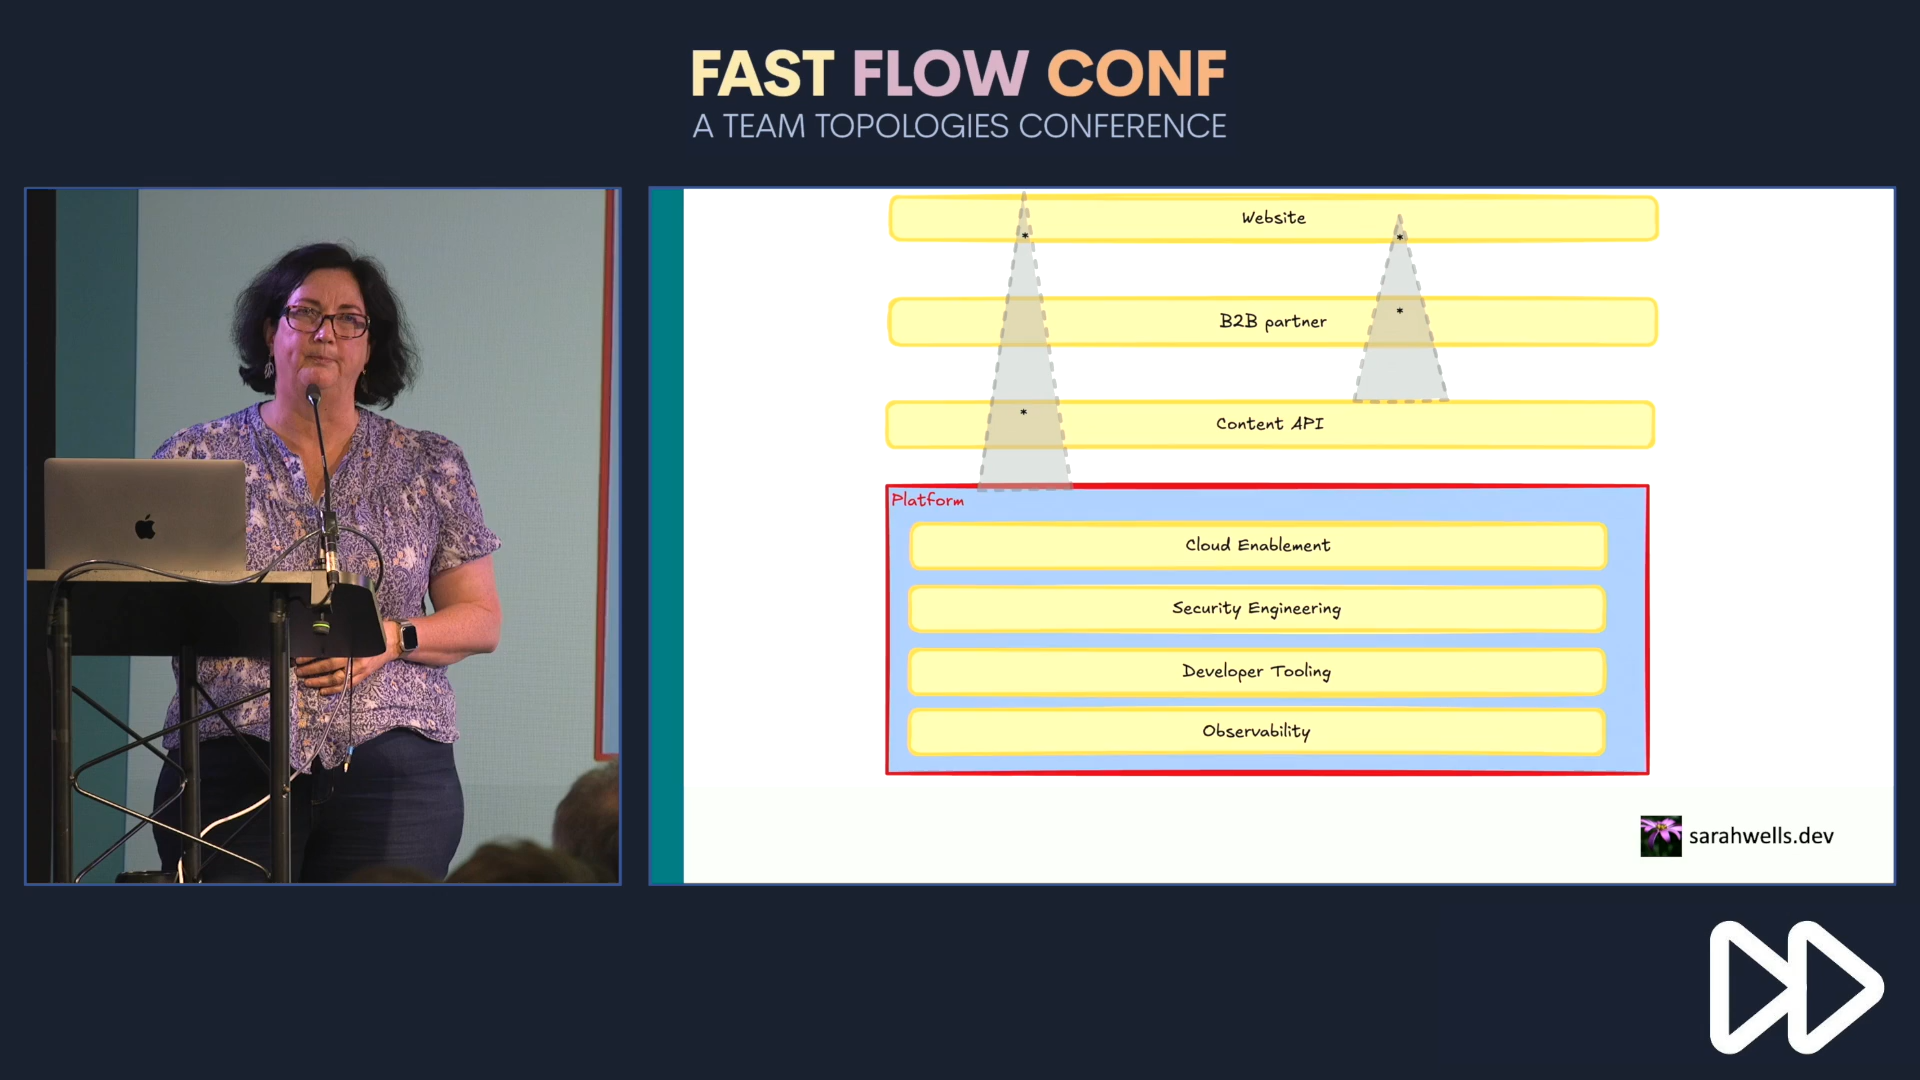 FAST FLOW CONF
A TEAM TOPOLOGIES CONFERENCE
Website
*
*
B2B partner
*
Content API
*
Platform
Cloud Enablement
Security Engineering
Developer Tooling
Observability
sarahwells.dev